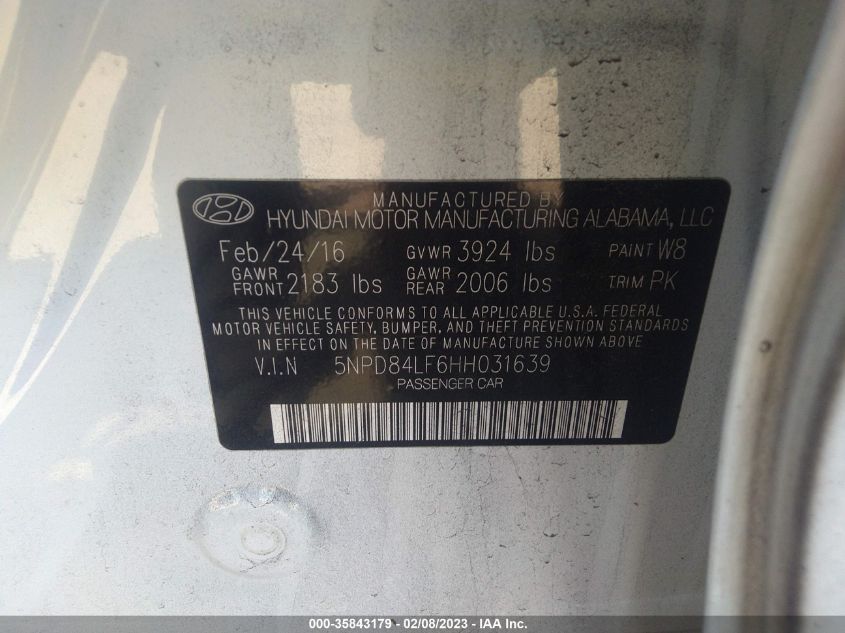 MANUFACTURED BY
HYUNDAI MOTOR MANUFACTURING ALABAMA, LLC
Feb/24/16 GVWR 3924 lbs PAINT W8
GAWR FRONT 2183 lbs GAWR REAR 2006 lbs TRIM PK
THIS VEHICLE CONFORMS TO ALL APPLICABLE U.S.A. FEDERAL
MOTOR VEHICLE SAFETY, BUMPER, AND THEFT PREVENTION STANDARDS
IN EFFECT ON THE DATE OF MANUFACTURE SHOWN ABOVE
V.I.N 5NPD84LF6HH031639
PASSENGER CAR
000-35843179 - 02/08/2023 - IAA Inc.